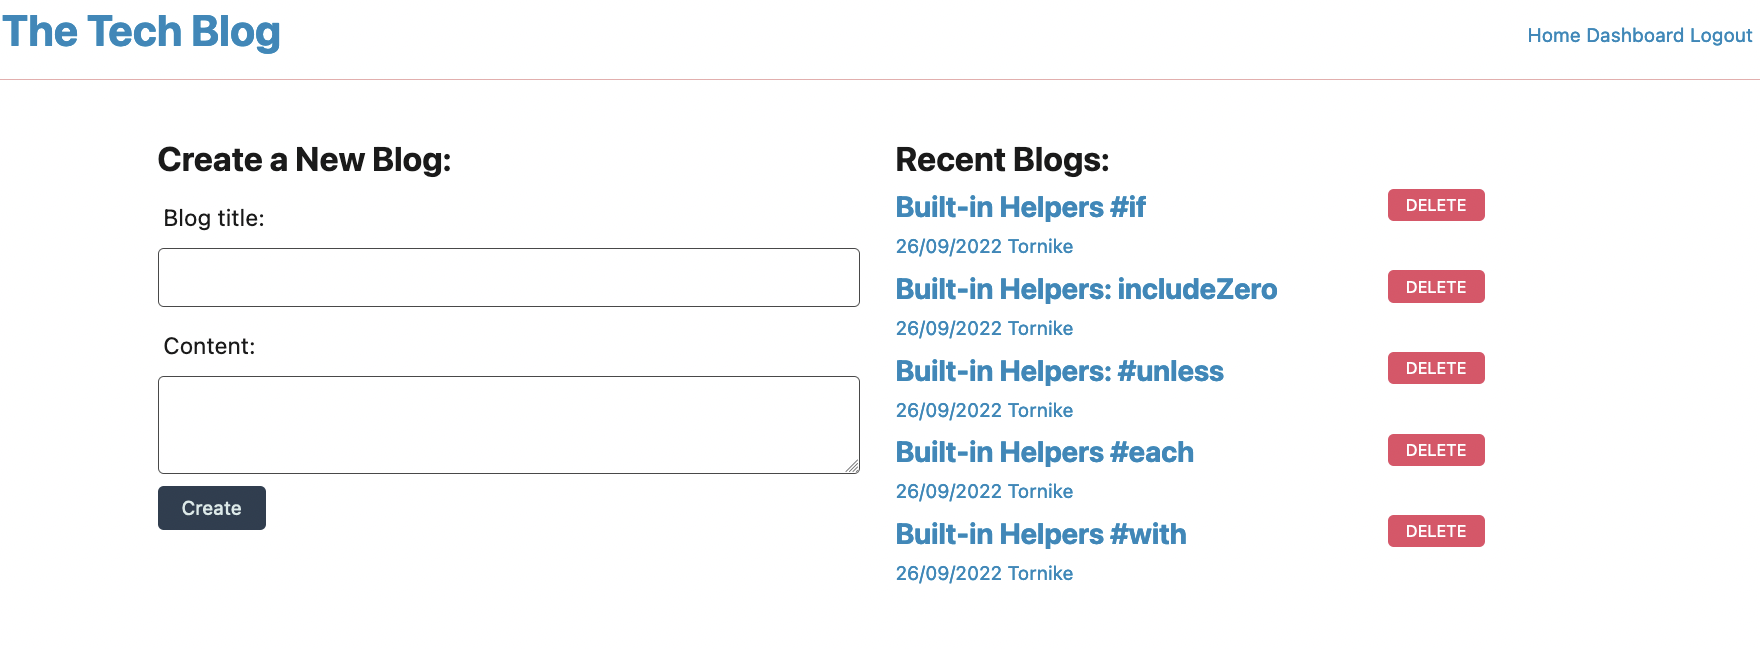 The Tech Blog
Home Dashboard Logout
Create a New Blog:
Blog title:
Content:
Create
Recent Blogs:
Built-in Helpers #if
DELETE
26/09/2022 Tornike
Built-in Helpers: includeZero
DELETE
26/09/2022 Tornike
Built-in Helpers: #unless
DELETE
26/09/2022 Tornike
Built-in Helpers #each
DELETE
26/09/2022 Tornike
Built-in Helpers #with
DELETE
26/09/2022 Tornike